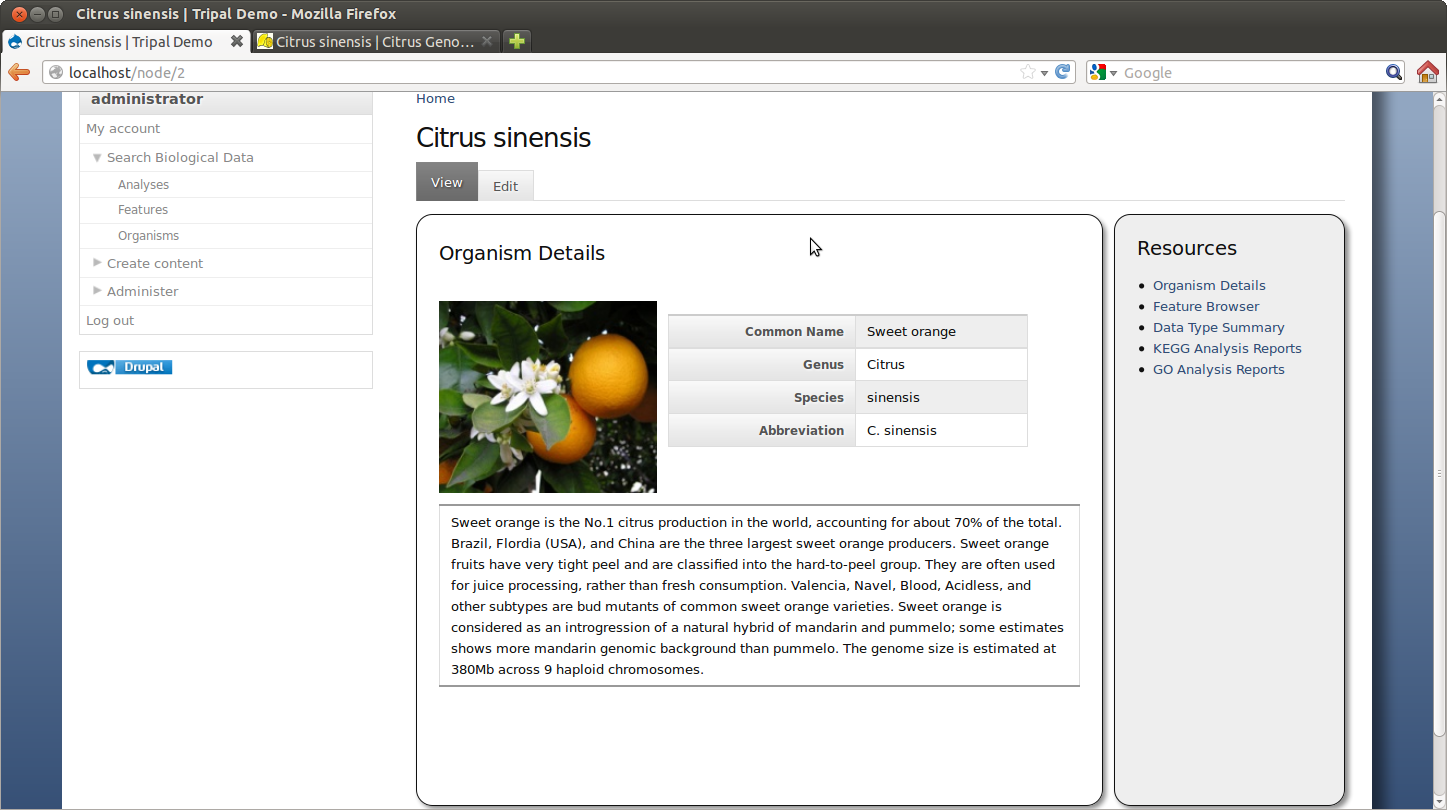 Citrus sinensis | Tripal Demo - Mozilla Firefox
Citrus sinensis | Tripal Demo
Citrus sinensis | Citrus Geno...
localhost/node/2
Google
administrator
My account
Search Biological Data
Analyses
Features
Organisms
Create content
Administer
Log out
Drupal
Home
Citrus sinensis
View
Edit
Organism Details
Common Name Sweet orange
Genus Citrus
Species sinensis
Abbreviation C. sinensis
Sweet orange is the No.1 citrus production in the world, accounting for about 70% of the total.
Brazil, Flordia (USA), and China are the three largest sweet orange producers. Sweet orange
fruits have very tight peel and are classified into the hard-to-peel group. They are often used
for juice processing, rather than fresh consumption. Valencia, Navel, Blood, Acidless, and
other subtypes are bud mutants of common sweet orange varieties. Sweet orange is
considered as an introgression of a natural hybrid of mandarin and pummelo; some estimates
shows more mandarin genomic background than pummelo. The genome size is estimated at
380Mb across 9 haploid chromosomes.
Resources
Organism Details
Feature Browser
Data Type Summary
KEGG Analysis Reports
GO Analysis Reports